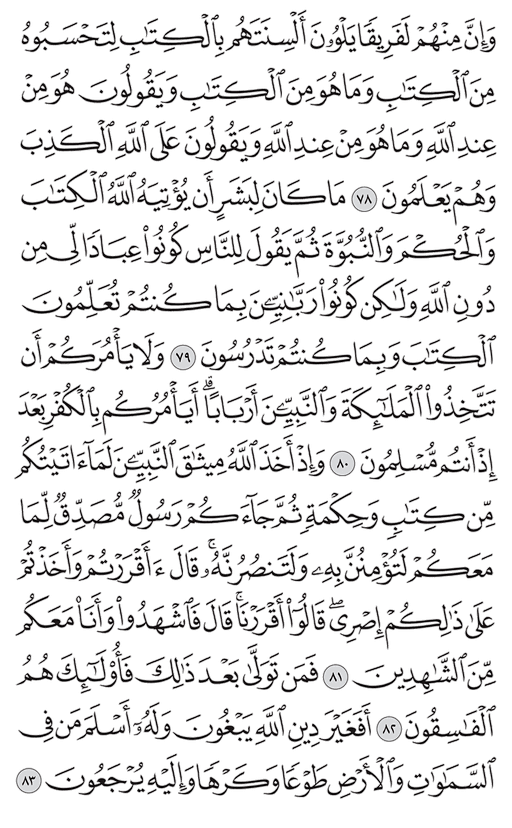 وَإِنَّ مِنۡهُمۡ لَفَرِيقٗا يَلۡوُۥنَ أَلۡسِنَتَهُم بِٱلۡكِتَٰبِ لِتَحۡسَبُوهُ
مِنَ ٱلۡكِتَٰبِ وَمَا هُوَ مِنَ ٱلۡكِتَٰبِ وَيَقُولُونَ هُوَ مِنۡ
عِندِ ٱللَّهِ وَمَا هُوَ مِنۡ عِندِ ٱللَّهِ وَيَقُولُونَ عَلَى ٱللَّهِ ٱلۡكَذِبَ
وَهُمۡ يَعۡلَمُونَ ٧٨ مَا كَانَ لِبَشَرٍ أَن يُؤۡتِيَهُ ٱللَّهُ ٱلۡكِتَٰبَ
وَٱلۡحُكۡمَ وَٱلنُّبُوَّةَ ثُمَّ يَقُولَ لِلنَّاسِ كُونُواْ عِبَادٗا لِّي مِن
دُونِ ٱللَّهِ وَلَٰكِن كُونُواْ رَبَّٰنِيِّـۧنَ بِمَا كُنتُمۡ تُعَلِّمُونَ
ٱلۡكِتَٰبَ وَبِمَا كُنتُمۡ تَدۡرُسُونَ ٧٩ وَلَا يَأۡمُرَكُمۡ أَن
تَتَّخِذُواْ ٱلۡمَلَٰٓئِكَةَ وَٱلنَّبِيِّـۧنَ أَرۡبَابًاۗ أَيَأۡمُرُكُم بِٱلۡكُفۡرِ بَعۡدَ
إِذۡ أَنتُم مُّسۡلِمُونَ ٨٠ وَإِذۡ أَخَذَ ٱللَّهُ مِيثَٰقَ ٱلنَّبِيِّـۧنَ لَمَآ ءَاتَيۡتُكُم
مِّن كِتَٰبٖ وَحِكۡمَةٖ ثُمَّ جَآءَكُمۡ رَسُولٞ مُّصَدِّقٞ لِّمَا
مَعَكُمۡ لَتُؤۡمِنُنَّ بِهِۦ وَلَتَنصُرُنَّهُۥۚ قَالَ ءَأَقۡرَرۡتُمۡ وَأَخَذۡتُمۡ
عَلَىٰ ذَٰلِكُمۡ إِصۡرِيۖ قَالُوٓاْ أَقۡرَرۡنَاۚ قَالَ فَٱشۡهَدُواْ وَأَنَا۠ مَعَكُم
مِّنَ ٱلشَّٰهِدِينَ ٨١ فَمَن تَوَلَّىٰ بَعۡدَ ذَٰلِكَ فَأُوْلَٰٓئِكَ هُمُ
ٱلۡفَٰسِقُونَ ٨٢ أَفَغَيۡرَ دِينِ ٱللَّهِ يَبۡغُونَ وَلَهُۥٓ أَسۡلَمَ مَن فِي
ٱلسَّمَٰوَٰتِ وَٱلۡأَرۡضِ طَوۡعٗا وَكَرۡهٗا وَإِلَيۡهِ يُرۡجَعُونَ ٨٣